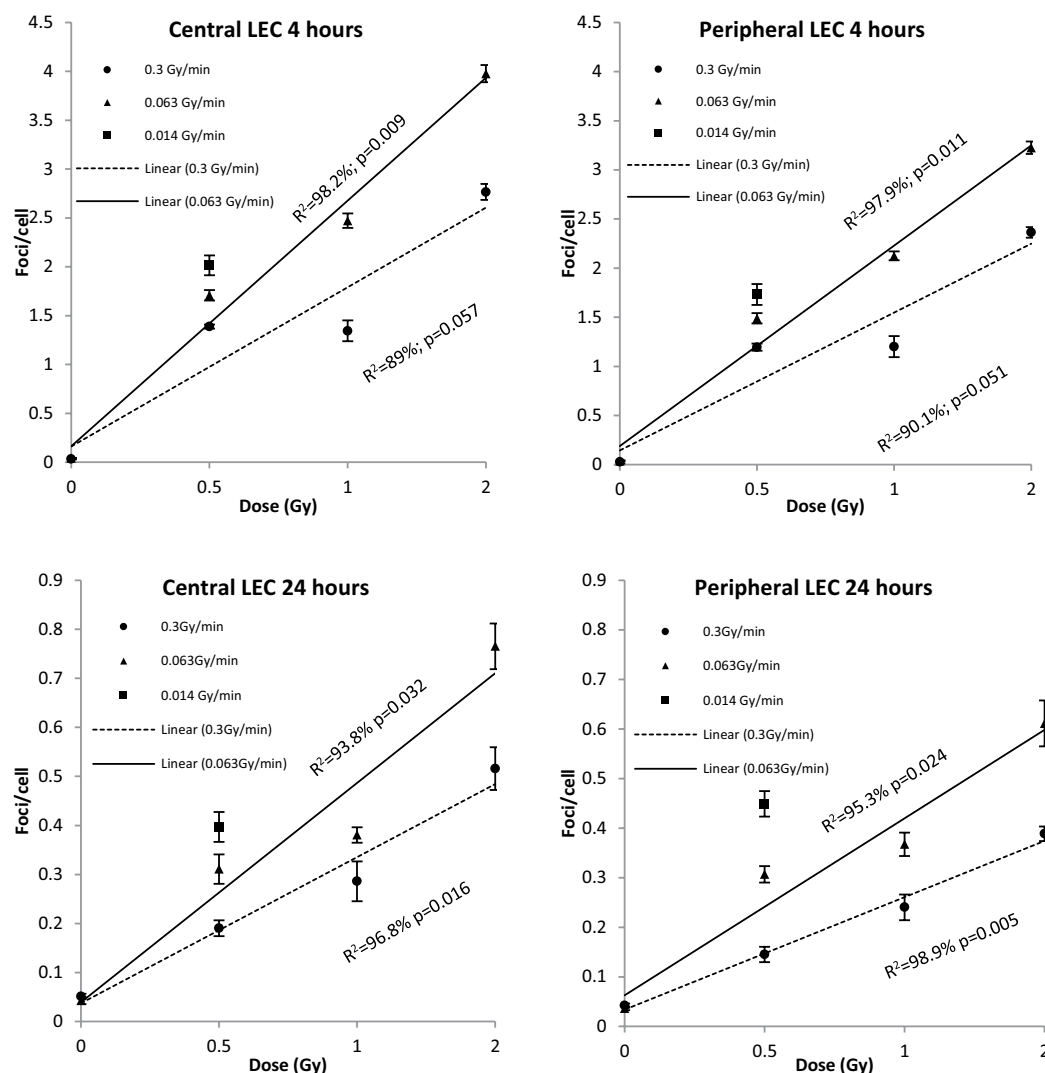 Central LEC 4 hours
4.5
4
3.5
3
2.5
2
1.5
1
0.5
0
Foci/cell
0.3 Gy/min
0.063 Gy/min
0.014 Gy/min
Linear (0.3 Gy/min)
Linear (0.063 Gy/min)
R²=98.2%; p=0.009
R²=89%; p=0.057
0
0.5
1
2
Dose (Gy)
Peripheral LEC 4 hours
4.5
4
3.5
3
2.5
2
1.5
1
0.5
0
Foci/cell
0.3 Gy/min
0.063 Gy/min
0.014 Gy/min
Linear (0.3 Gy/min)
Linear (0.063 Gy/min)
R²=97.9%; p=0.011
R²=90.1%; p=0.051
0
0.5
1
2
Dose (Gy)
Central LEC 24 hours
0.9
0.8
0.7
0.6
0.5
0.4
0.3
0.2
0.1
0
Foci/cell
0.3Gy/min
0.063Gy/min
0.014 Gy/min
Linear (0.3Gy/min)
Linear (0.063Gy/min)
R²=93.8% p=0.032
R²=96.8% p=0.016
0
0.5
1
2
Dose (Gy)
Peripheral LEC 24 hours
0.9
0.8
0.7
0.6
0.5
0.4
0.3
0.2
0.1
0
Foci/cell
0.3Gy/min
0.063Gy/min
0.014 Gy/min
Linear (0.3Gy/min)
Linear (0.063Gy/min)
R²=95.3% p=0.024
R²=98.9% p=0.005
0
0.5
1
2
Dose (Gy)